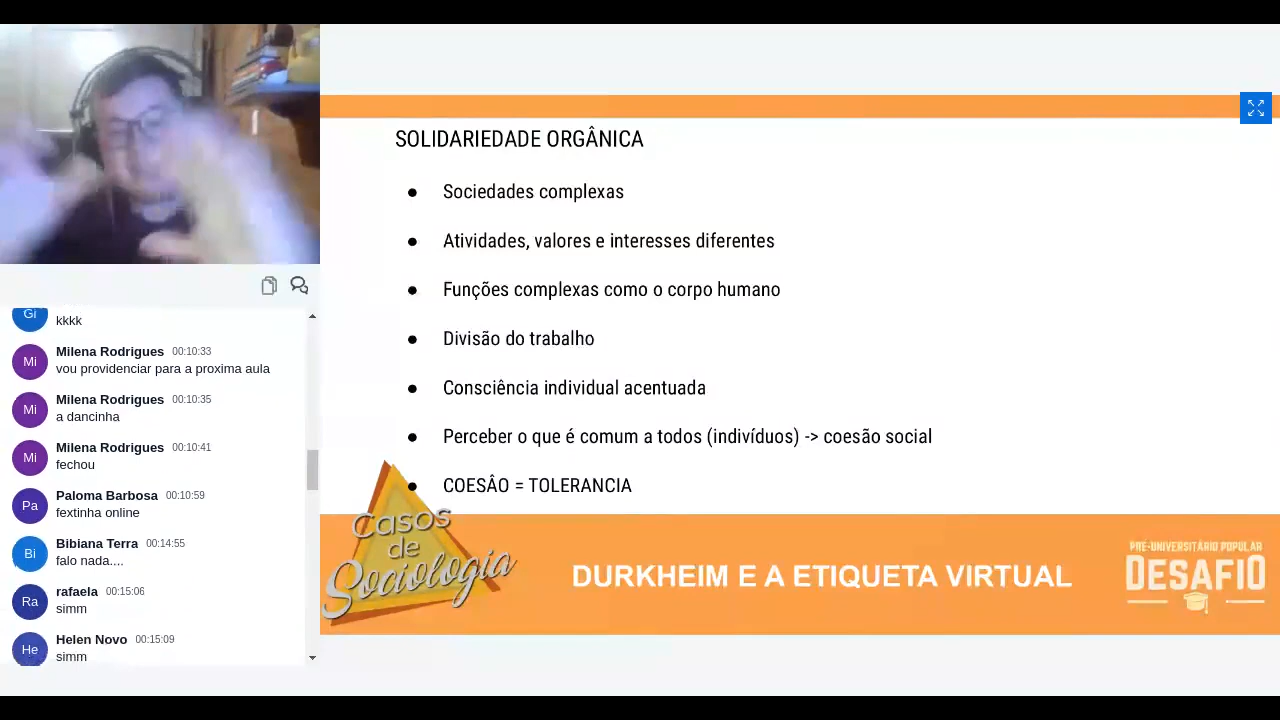 kkkk
Milena Rodrigues 00:10:33
vou providenciar para a proxima aula
Milena Rodrigues 00:10:35
a dancinha
Milena Rodrigues 00:10:41
fechou
Paloma Barbosa 00:10:59
fextinha online
Bibiana Terra 00:14:55
falo nada....
rafaela 00:15:06
simm
Helen Novo 00:15:09
simm
Gi
Mi
Mi
Mi
Pa
Bi
Ra
He
SOLIDARIEDADE ORGÂNICA
● Sociedades complexas
● Atividades, valores e interesses diferentes
● Funções complexas como o corpo humano
● Divisão do trabalho
● Consciência individual acentuada
● Perceber o que é comum a todos (indivíduos) -> coesão social
● COESÂO = TOLERANCIA
Casos
de
Sociologia
DURKHEIM E A ETIQUETA VIRTUAL
PRÉ-UNIVERSITÁRIO POPULAR
DESAFIO